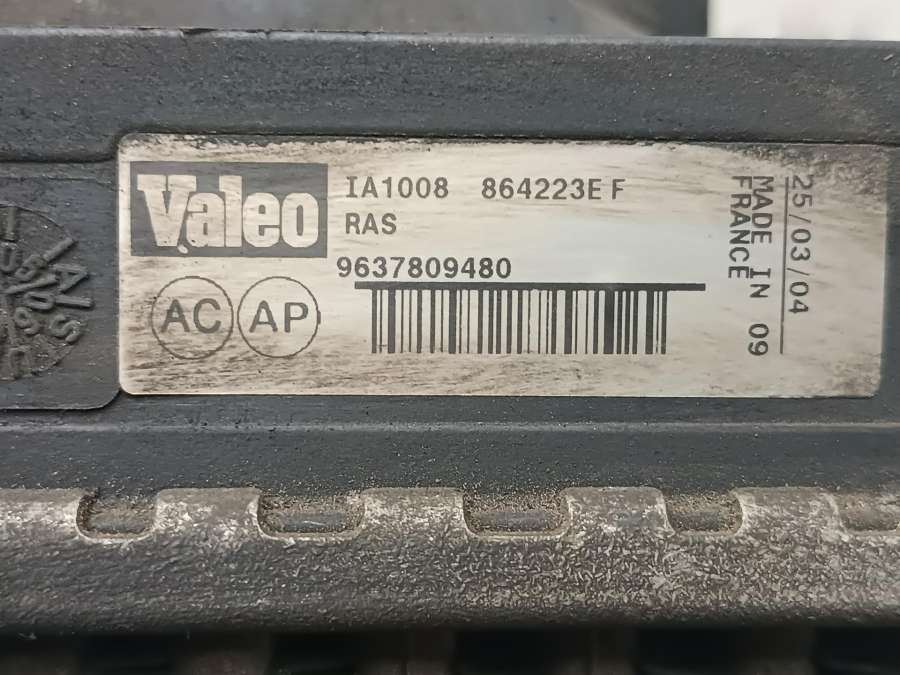 Valeo
IA1008 864223E F
RAS
9637809480
AC AP
25/03/04
MADE IN 09
FRANCE